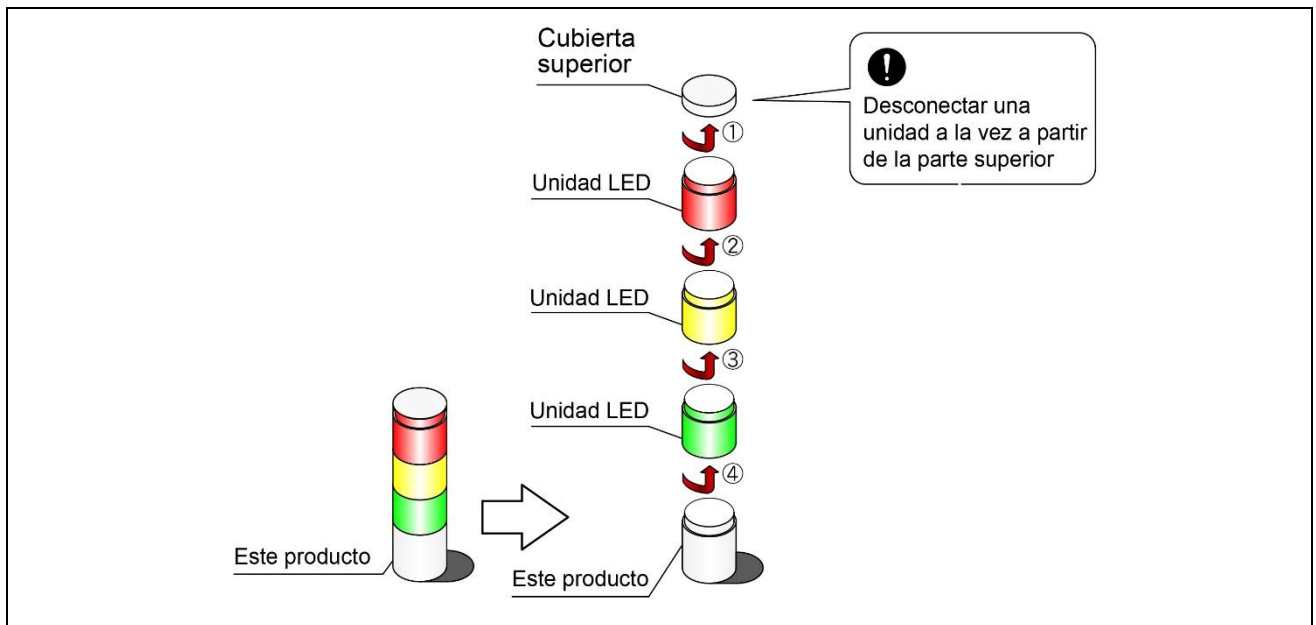 Cubierta
superior
!
Desconectar una
unidad a la vez a partir
de la parte superior
①
Unidad LED
②
Unidad LED
③
Unidad LED
④
Este producto
Este producto